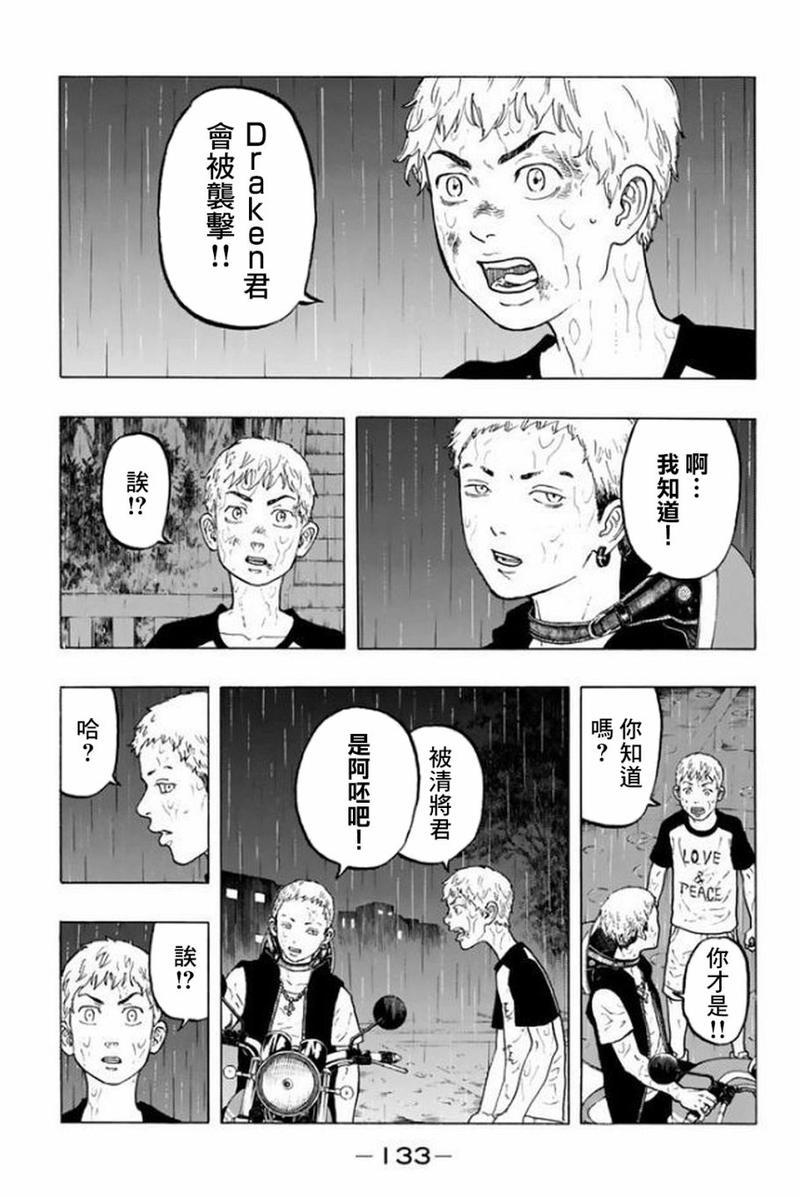 Draken君
會被襲擊!!
啊…
我知道！
誒!?
你知道
嗎？
LOVE
&
PEACE
你才是!!
被清將君
是阿呸吧！
哈？
誒!?
—133—